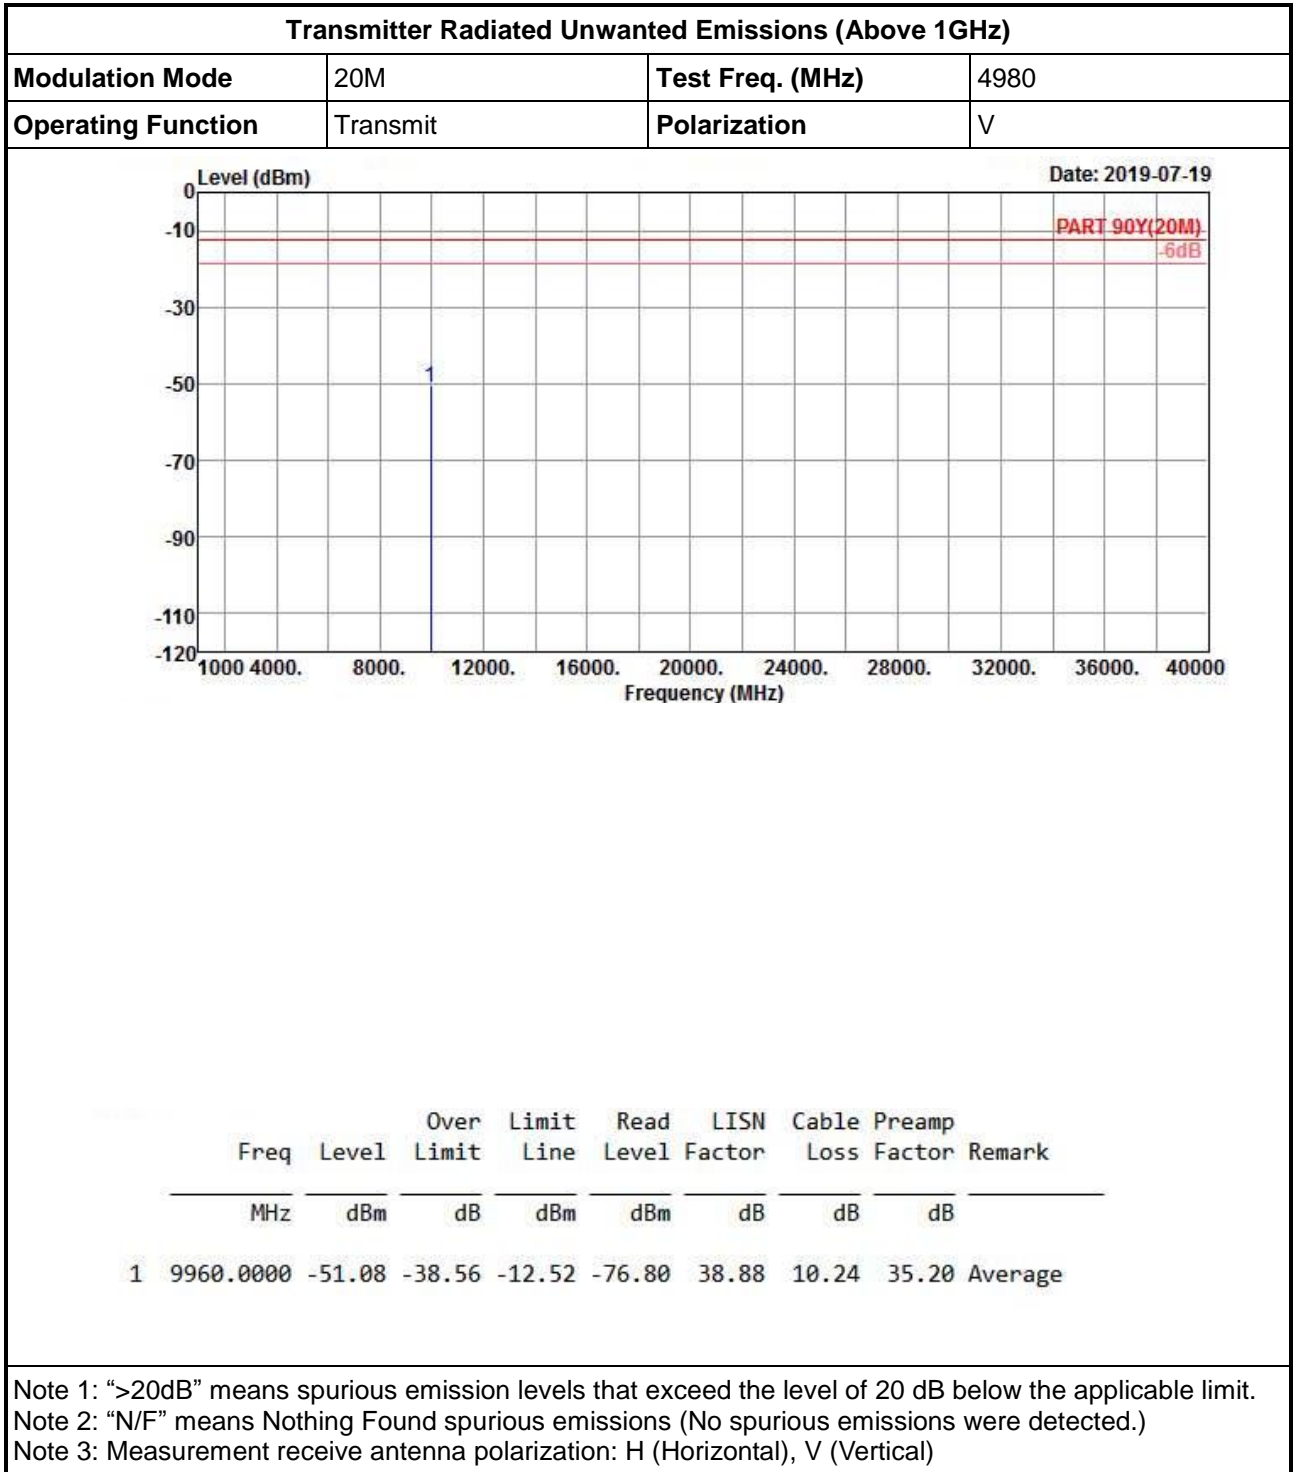 Transmitter Radiated Unwanted Emissions (Above 1GHz)
Modulation Mode 20M Test Freq. (MHz) 4980
Operating Function Transmit Polarization V
Level (dBm) Date: 2019-07-19
0
-10
PART 90Y(20M)
-6dB
-30
1
-50
-70
-90
-110
-120
1000 4000. 8000. 12000. 16000. 20000. 24000. 28000. 32000. 36000. 40000
Frequency (MHz)
Over Limit Read LISN Cable Preamp
Freq Level Limit Line Level Factor Loss Factor Remark
MHz dBm dB dBm dBm dB dB dB
1 9960.0000 -51.08 -38.56 -12.52 -76.80 38.88 10.24 35.20 Average
Note 1: “>20dB” means spurious emission levels that exceed the level of 20 dB below the applicable limit.
Note 2: “N/F” means Nothing Found spurious emissions (No spurious emissions were detected.)
Note 3: Measurement receive antenna polarization: H (Horizontal), V (Vertical)